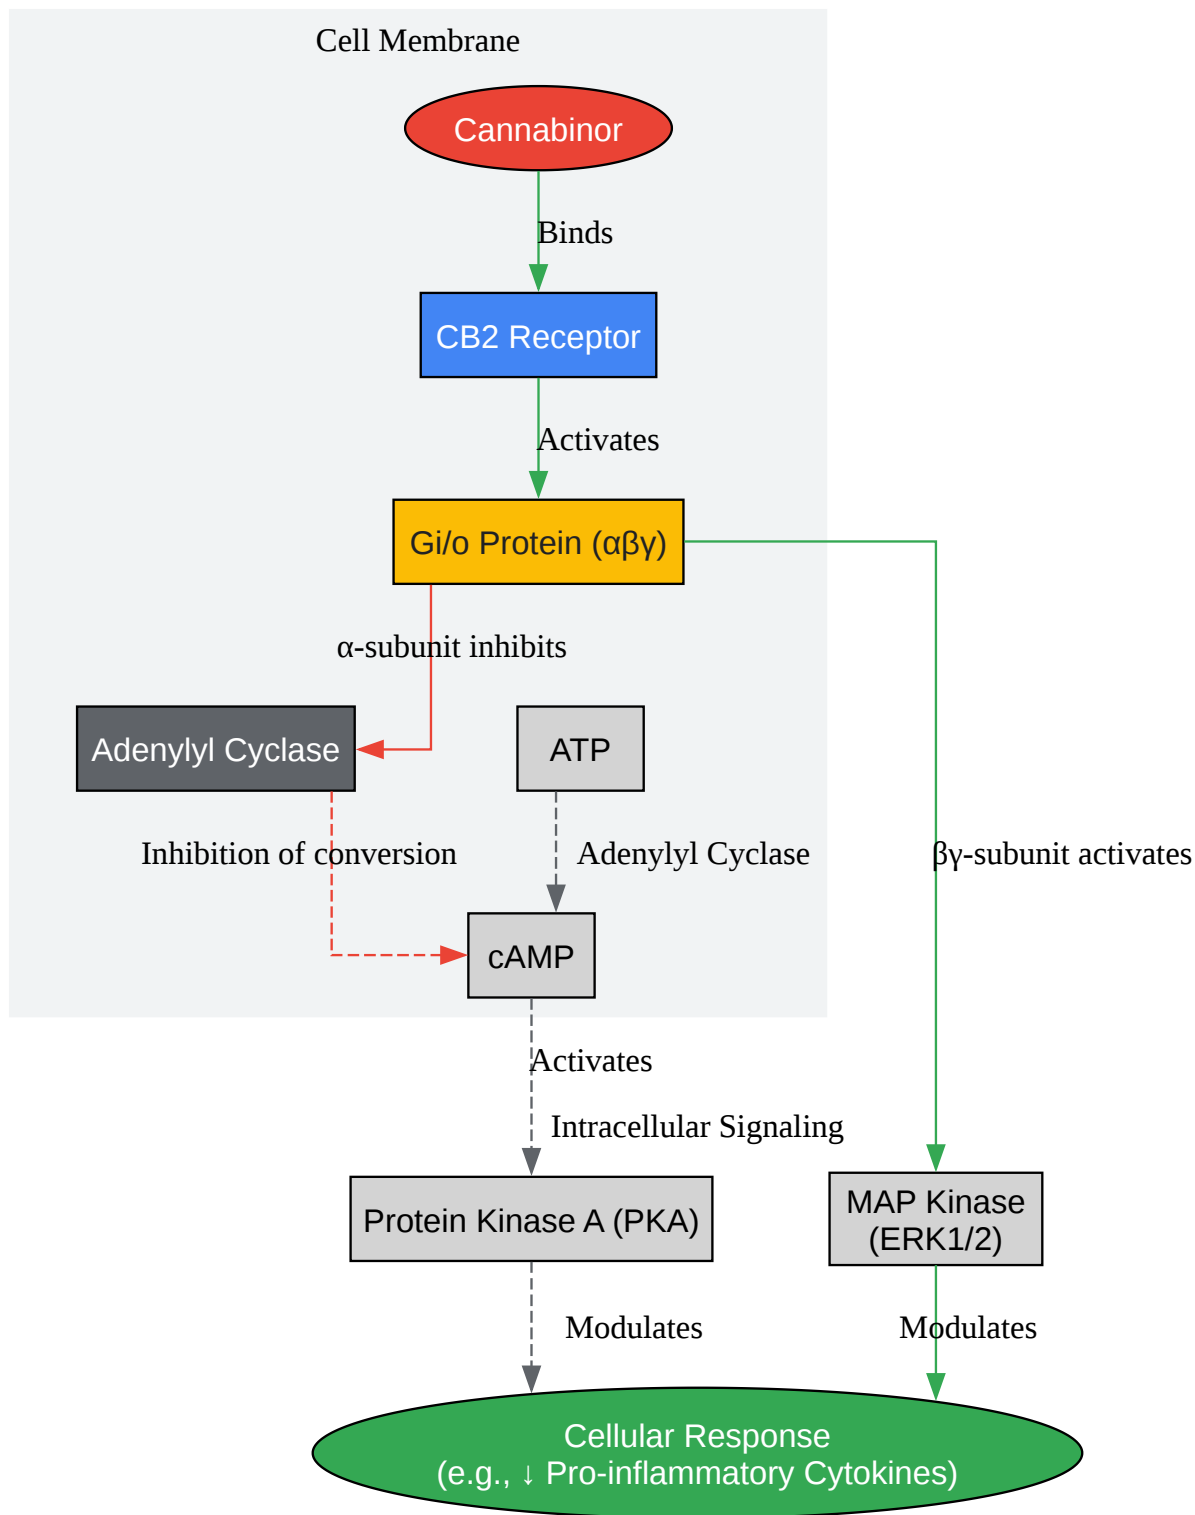 Cell Membrane
Cannabinor
Binds
CB2 Receptor
Activates
Gi/o Protein (αβγ)
α-subunit inhibits
Adenylyl Cyclase
ATP
Inhibition of conversion
Adenylyl Cyclase
βγ-subunit activates
cAMP
Activates
Intracellular Signaling
Protein Kinase A (PKA)
MAP Kinase
(ERK1/2)
Modulates
Modulates
Cellular Response
(e.g., ↓ Pro-inflammatory Cytokines)